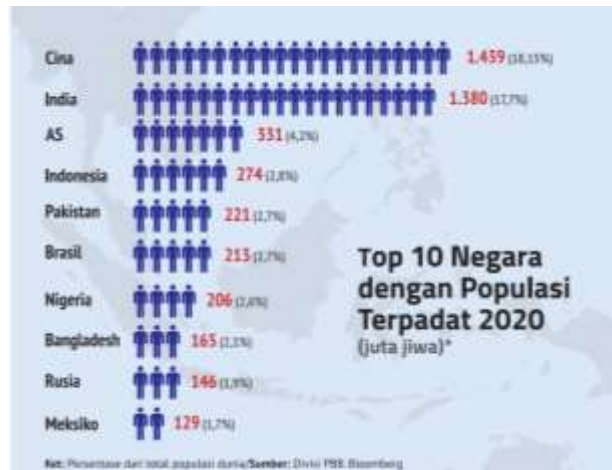 Cina 1.439 (18,15%)
India 1.380 (17,7%)
AS 331 (4,2%)
Indonesia 274 (2,8%)
Pakistan 221 (2,7%)
Brasil 213 (2,7%)
Nigeria 206 (2,6%)
Bangladesh 165 (2,1%)
Rusia 146 (1,9%)
Meksiko 129 (1,7%)
Top 10 Negara
dengan Populasi
Terpadat 2020
(juta jiwa)*
Ket: Persentase dari total populasi dunia/Sumber: Divisi PBB, Bloomberg